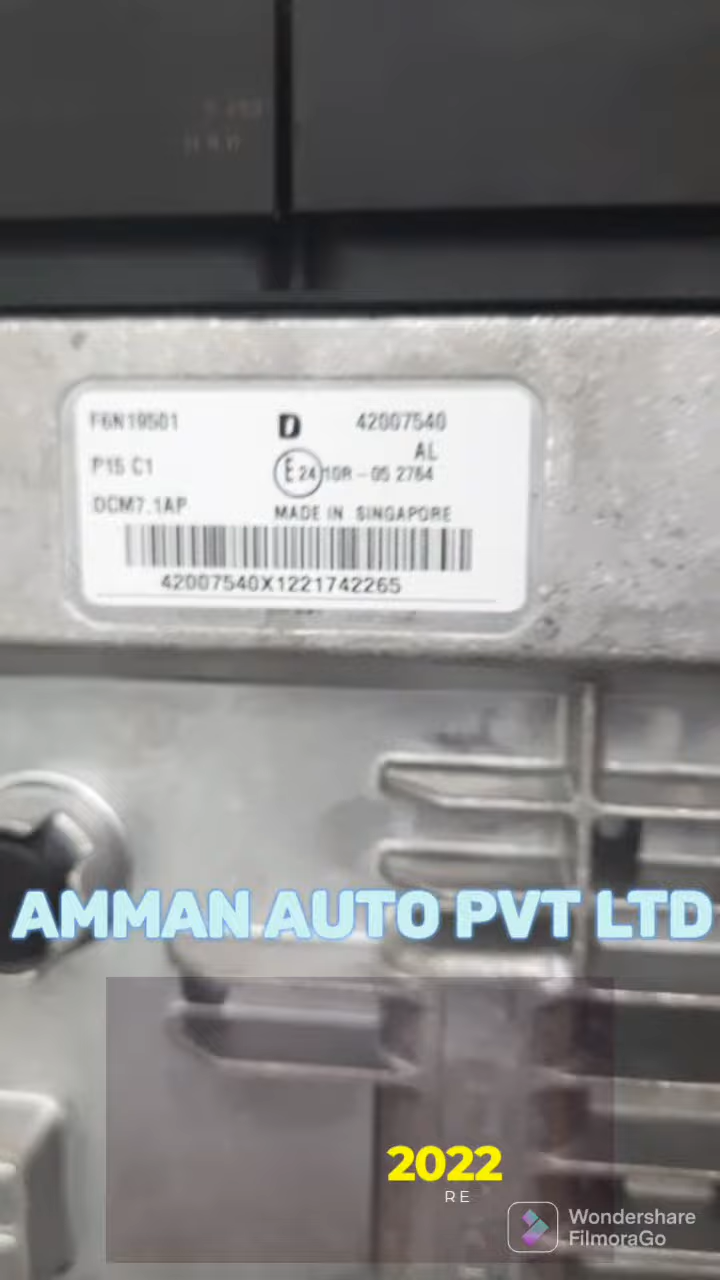 F6N19501 D 42007540
AL
P15 C1 E 24 10R - 05 2764
DCM7.1AP MADE IN SINGAPORE
42007540X1221742265
AMMAN AUTO PVT LTD
2022
RE
Wondershare
FilmoraGo